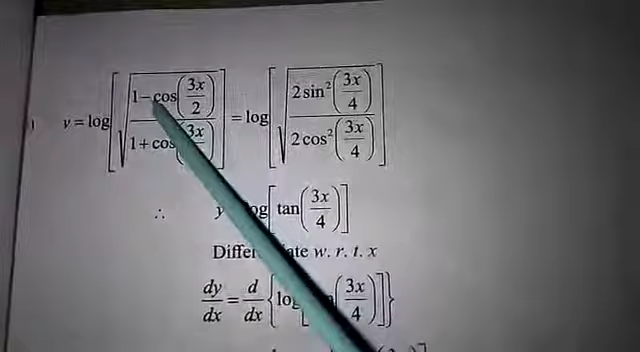 ) y = log[√((1−cos(3x/2))/(1+cos(3x/2)))] = log[√((2sin²(3x/4))/(2cos²(3x/4)))]
∴ y log[tan(3x/4)]
Differentiate w. r. t. x
dy/dx = d/dx{log[(3x/4)]}